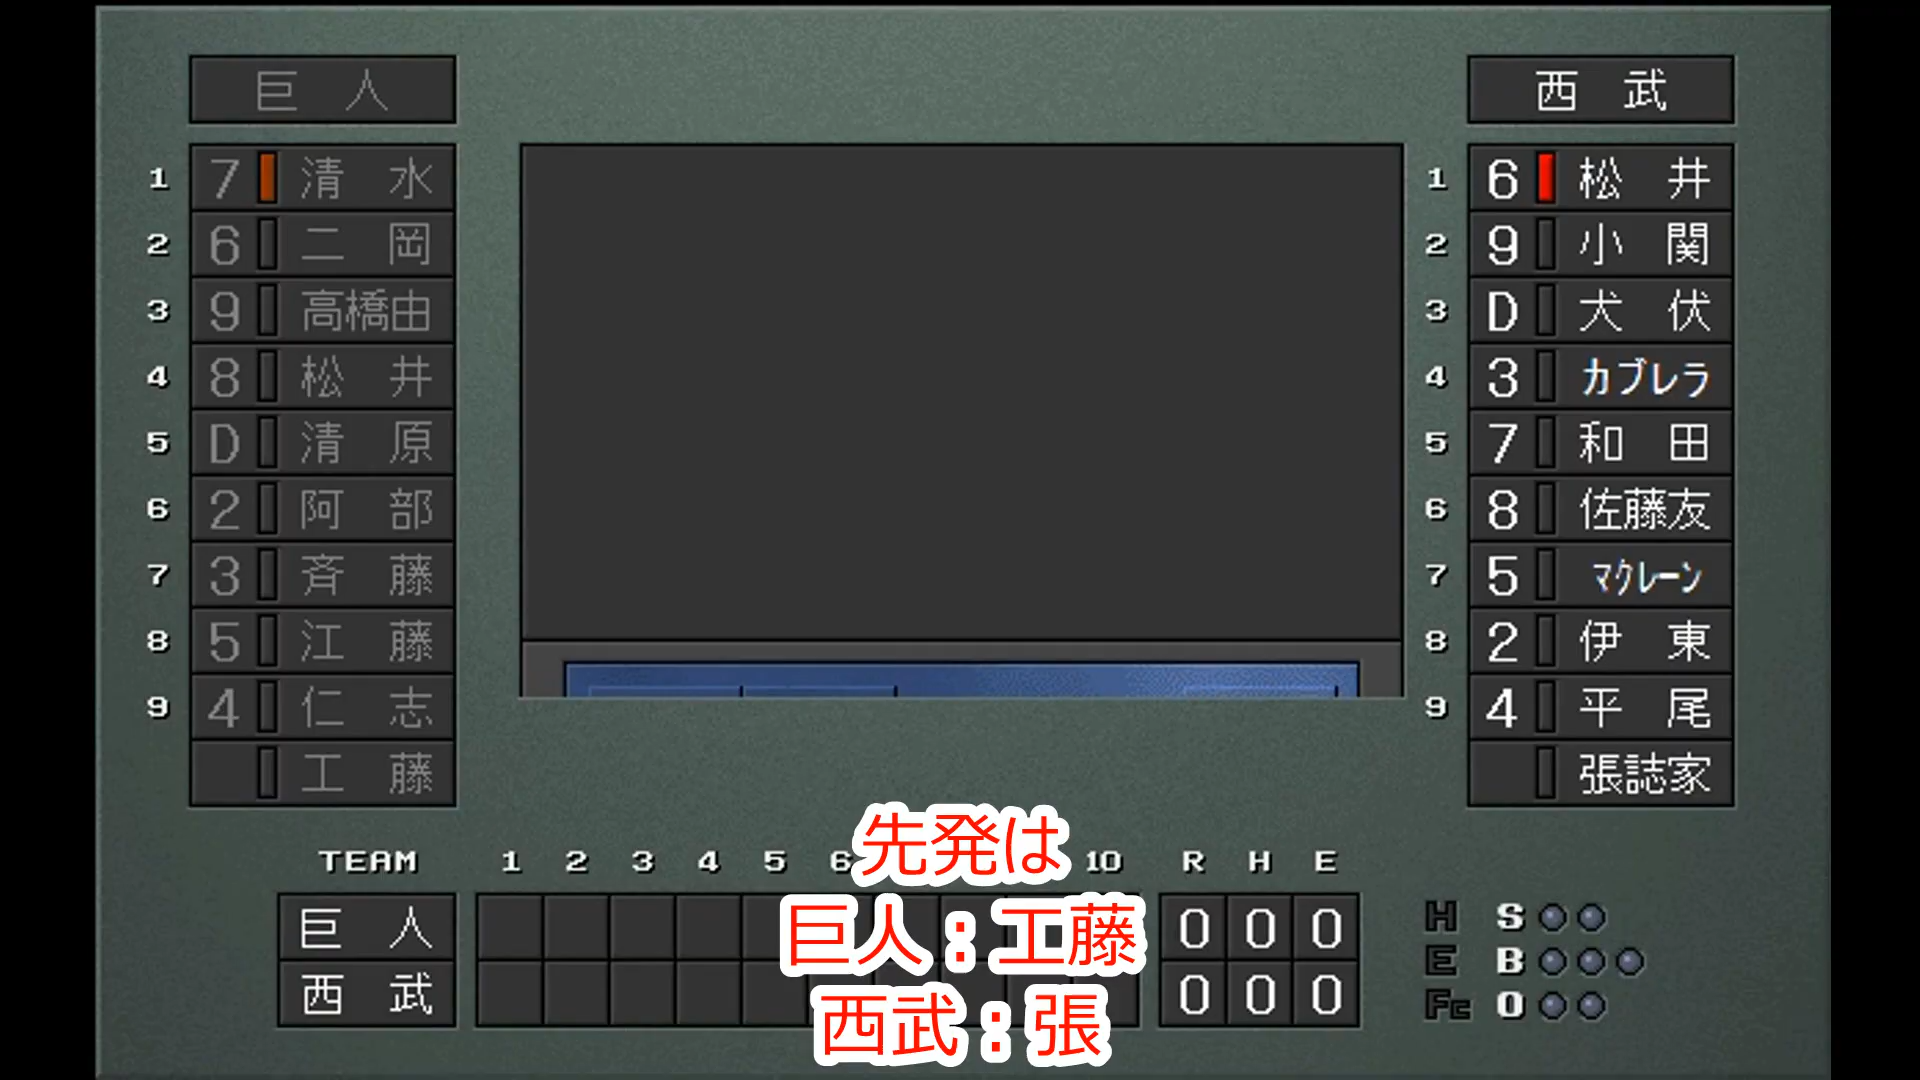 巨人
1 7 清水
2 6 二岡
3 9 高橋由
4 8 松井
5 D 清原
6 2 阿部
7 3 斉藤
8 5 江藤
9 4 仁志
工藤
西武
1 6 松井
2 9 小関
3 D 犬伏
4 3 カブレラ
5 7 和田
6 8 佐藤友
7 5 マクレーン
8 2 伊東
9 4 平尾
張誌家
TEAM 1 2 3 4 5 6 10 R H E
巨人 0 0 0
西武 0 0 0
H S
E B
Fc O
先発は
巨人：工藤
西武：張